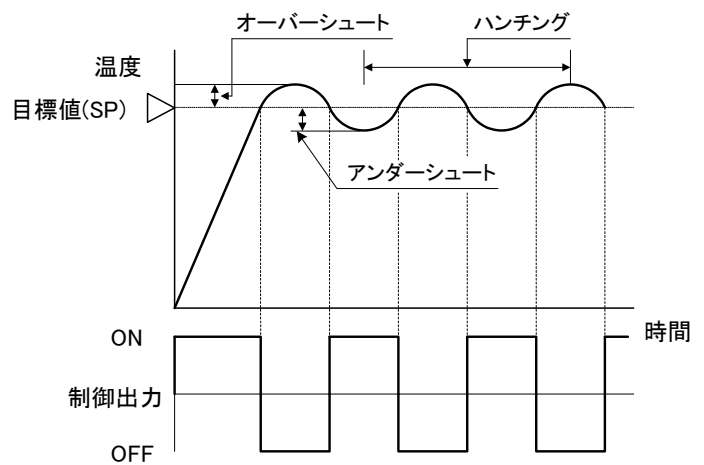 オーバーシュート
ハンチング
温度
目標値(SP)
アンダーシュート
ON
時間
制御出力
OFF